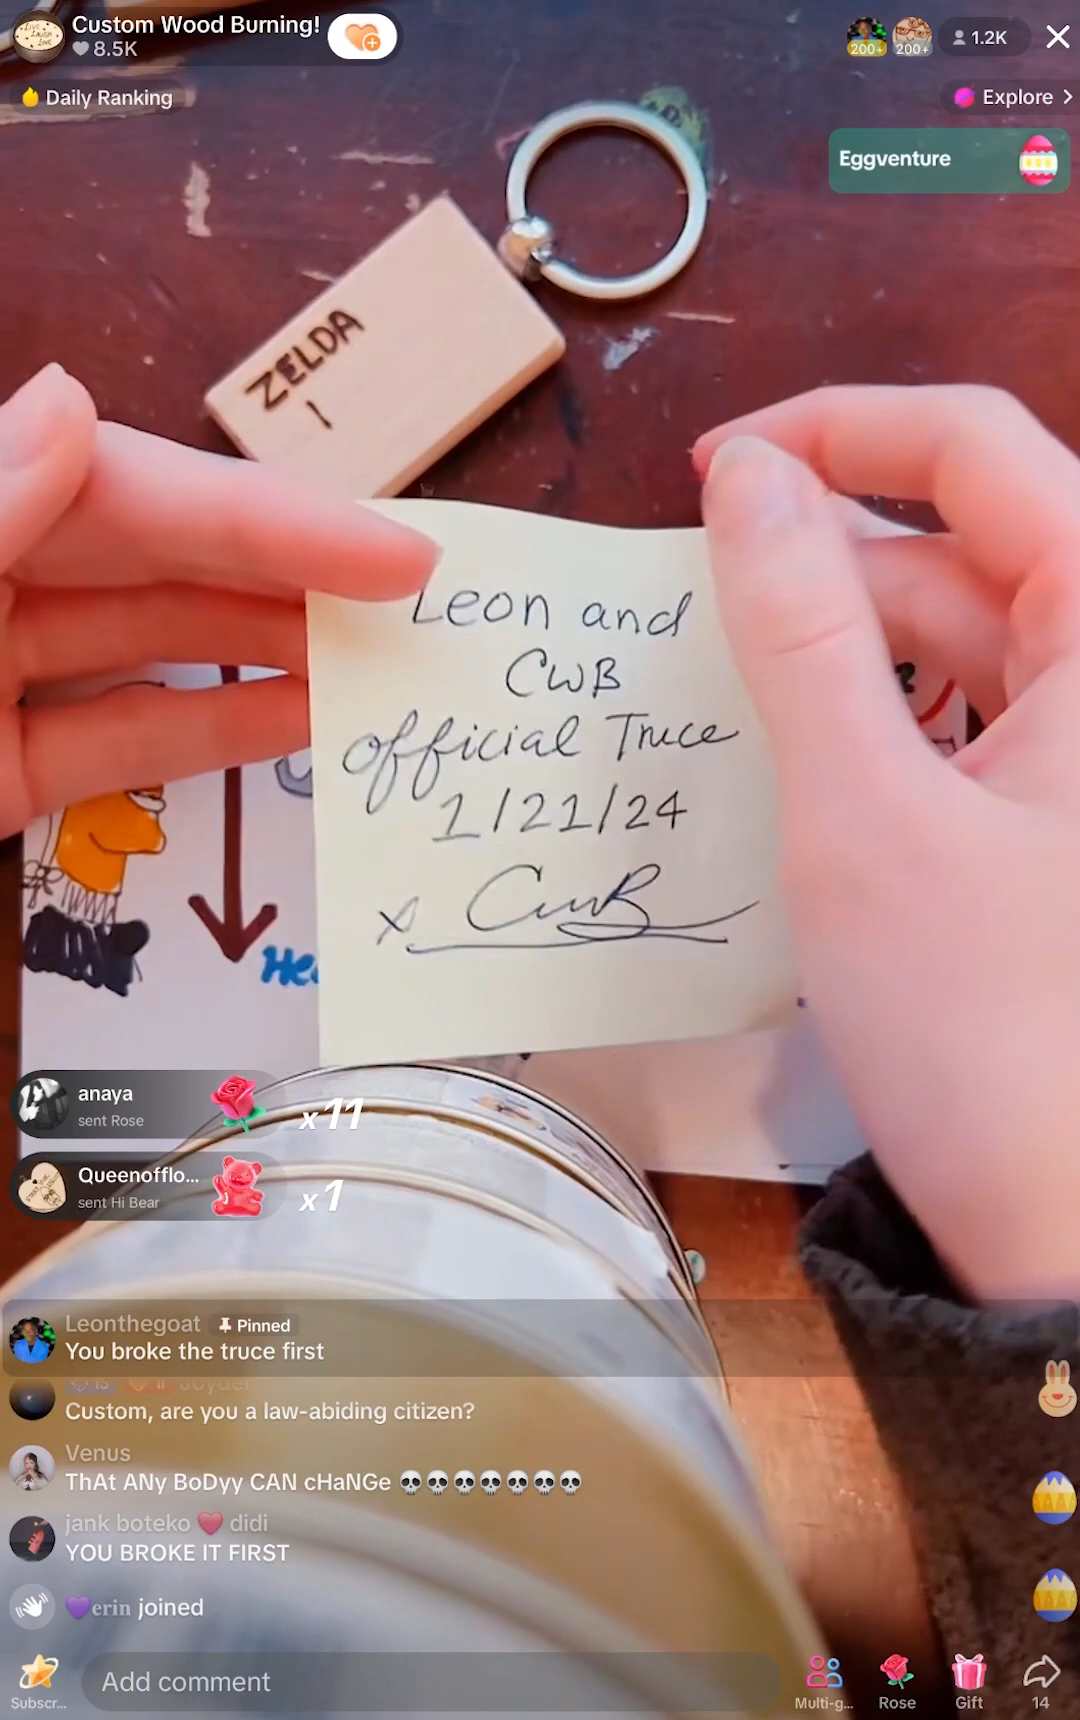 Custom Wood Burning!
8.5K
200+
200+
1.2K
Daily Ranking
Explore
Eggventure
ZELDA
Leon and
CWB
official Truce
1/21/24
x CWB
anaya
sent Rose
x11
Queenofflo...
sent Hi Bear
x1
Leonthegoat Pinned
You broke the truce first
15
Custom, are you a law-abiding citizen?
Venus
ThAt ANy BoDyy CAN cHaNGe 💀💀💀💀💀💀💀
jank boteko ❤️ didi
YOU BROKE IT FIRST
💜erin joined
Add comment
Subscr...
Multi-g...
Rose
Gift
14